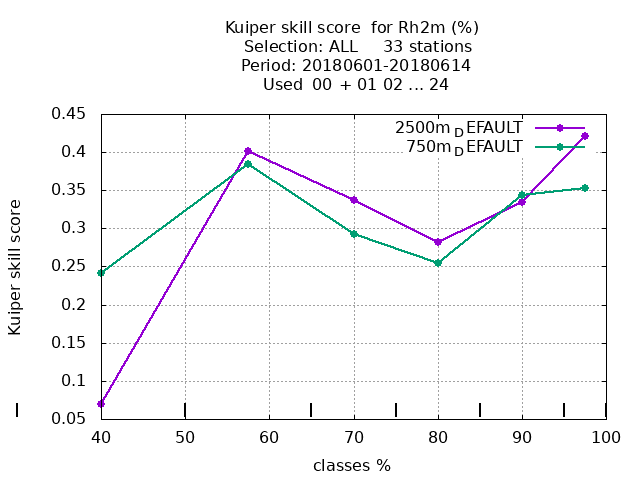 Kuiper skill score  for Rh2m (%)
Selection: ALL     33 stations
Period: 20180601-20180614
Used  00 + 01 02 ... 24
2500m_DEFAULT
750m_DEFAULT
Kuiper skill score
0.45
0.4
0.35
0.3
0.25
0.2
0.15
0.1
0.05
40 50 60 70 80 90 100
classes %